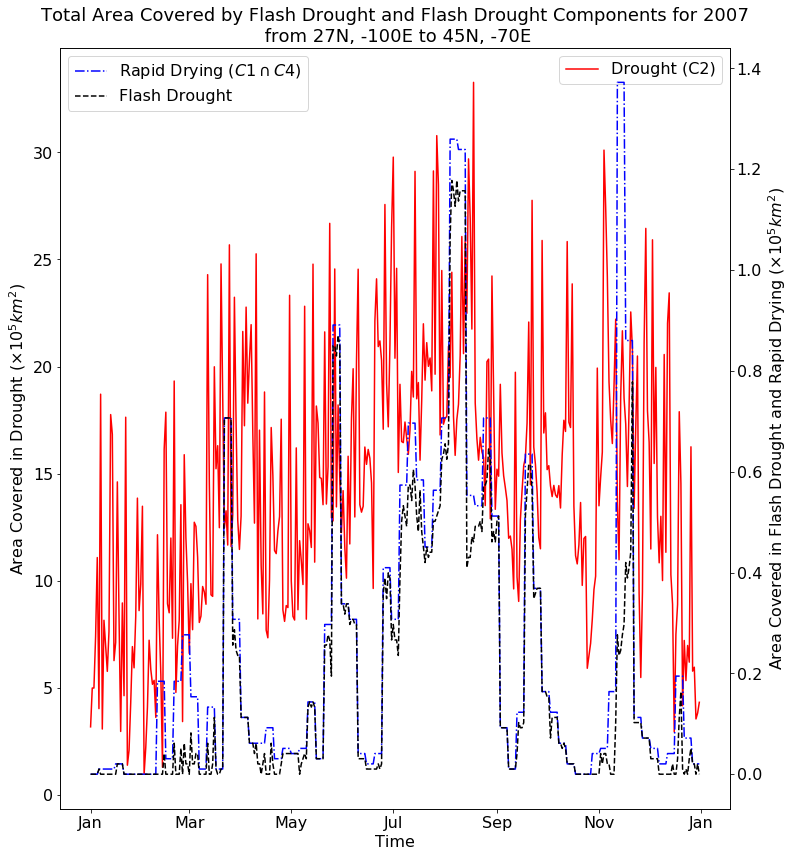 Total Area Covered by Flash Drought and Flash Drought Components for 2007
from 27N, -100E to 45N, -70E
Rapid Drying (C1 ∩ C4)
Flash Drought
Drought (C2)
Area Covered in Drought (×10⁵km²)
30
25
20
15
10
5
0
Area Covered in Flash Drought and Rapid Drying (×10⁵km²)
1.4
1.2
1.0
0.8
0.6
0.4
0.2
0.0
Jan Mar May Jul Sep Nov Jan
Time